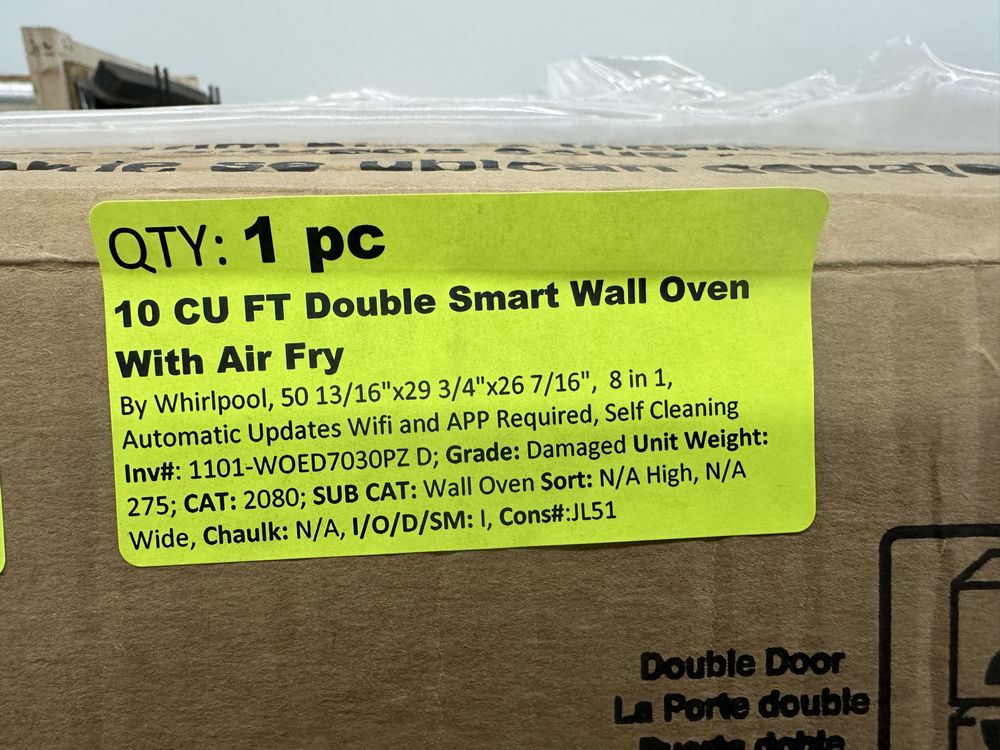 QTY: 1 pc
10 CU FT Double Smart Wall Oven
With Air Fry
By Whirlpool, 50 13/16"x29 3/4"x26 7/16", 8 in 1,
Automatic Updates Wifi and APP Required, Self Cleaning
Inv#: 1101-WOED7030PZ D; Grade: Damaged Unit Weight:
275; CAT: 2080; SUB CAT: Wall Oven Sort: N/A High, N/A
Wide, Chaulk: N/A, I/O/D/SM: I, Cons#:JL51
Double Door
La Porte double
Puerta doble